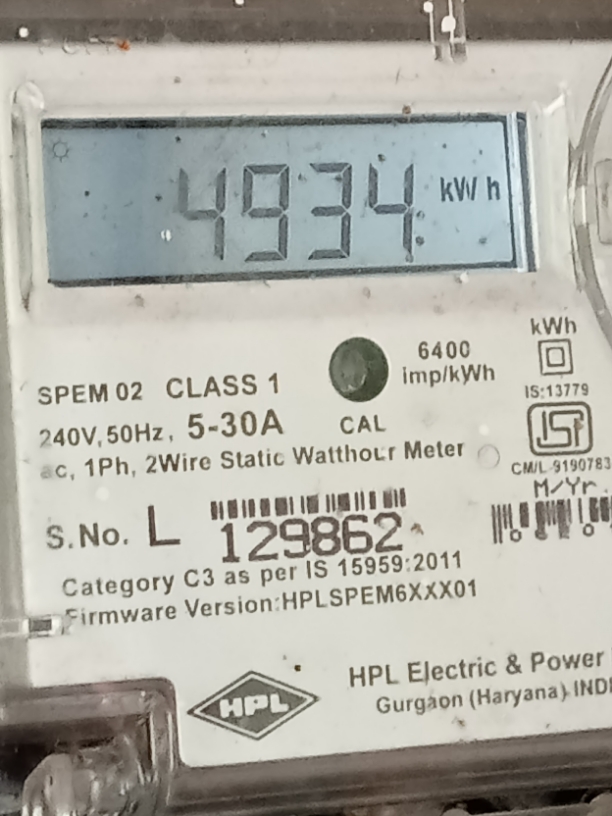 4934 kW h
6400
imp/kWh
kWh
IS:13779
SPEM 02 CLASS 1
240V, 50Hz, 5-30A
CAL
ac, 1Ph, 2Wire Static Watthour Meter
ISI
CM/L-9190783
M/Yr.
S.No. L 129862
Category C3 as per IS 15959:2011
Firmware Version:HPLSPEM6XXX01
HPL
HPL Electric & Power
Gurgaon (Haryana)